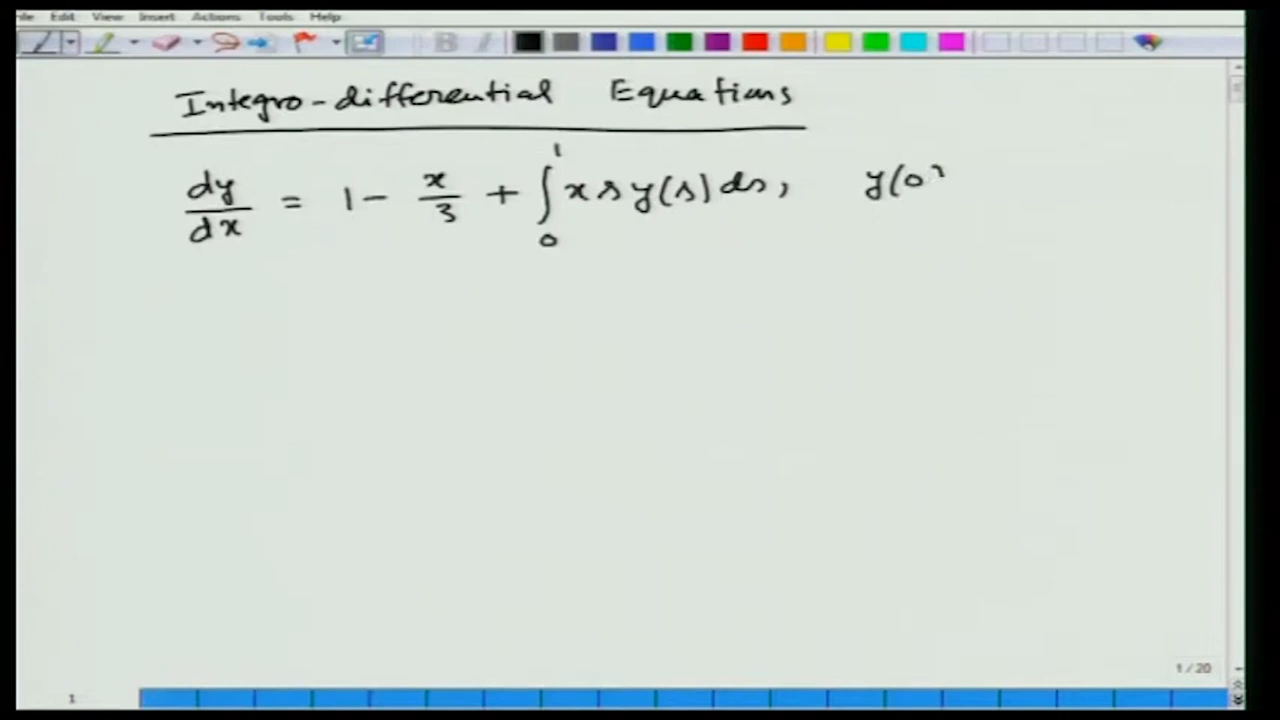 File Edit View Insert Actions Tools Help
Integro-differential Equations
dy/dx = 1 - x/3 + ∫₀¹ x s y(s) ds, y(0)
1 / 20
1